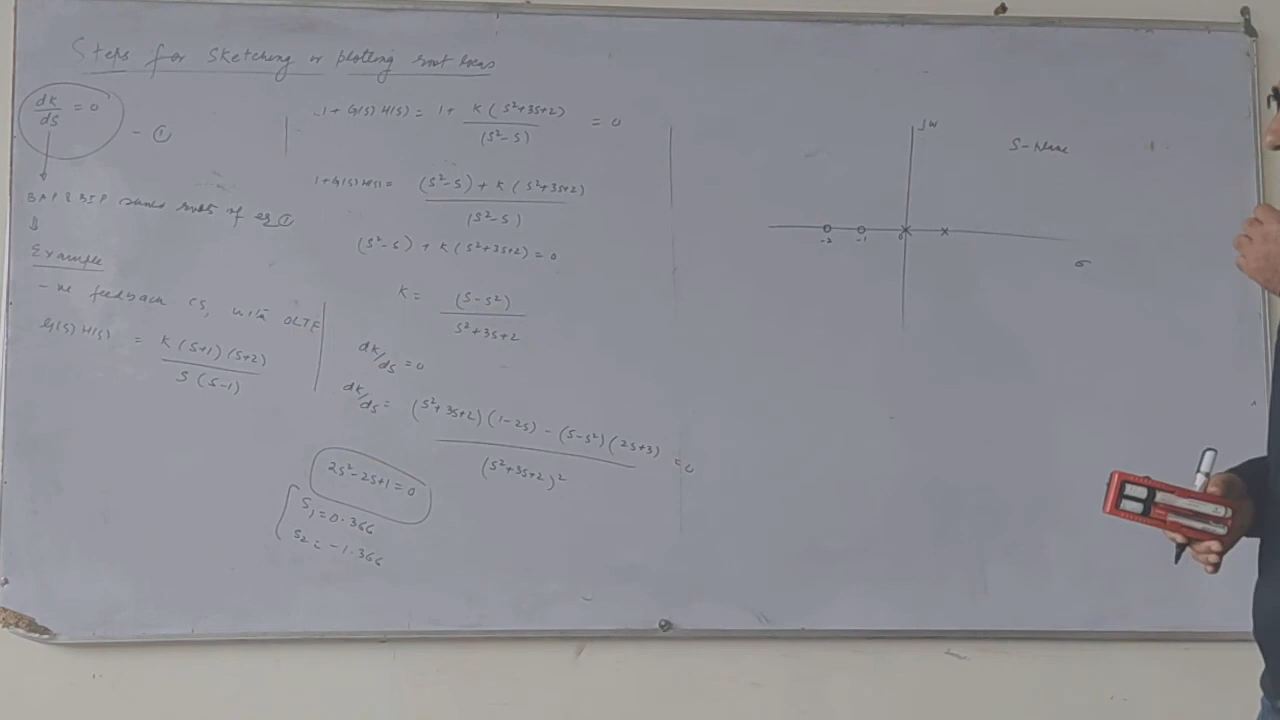 Steps for sketching or plotting root locus
dk/ds = 0 - ①
BAP & BIP roots of eq ①
Example
-ve feedback CS, with OLTF
G(s) H(s) = K (s+1) (s+2) / s (s-1)
1 + G(s) H(s) = 1 + K (s²+3s+2) / (s²-s) = 0
1+G(s) H(s) = (s²-s) + K (s²+3s+2) / (s²-s)
(s²-s) + K (s²+3s+2) = 0
K = (s-s²) / s²+3s+2
dk/ds = 0
dk/ds = (s²+3s+2) (1-2s) - (s-s²) (2s+3) / (s²+3s+2)² = 0
2s²-2s+1 = 0
s₁ = 0.366
s₂ = -1.366
jω
S-plane
-2 -1 0
σ